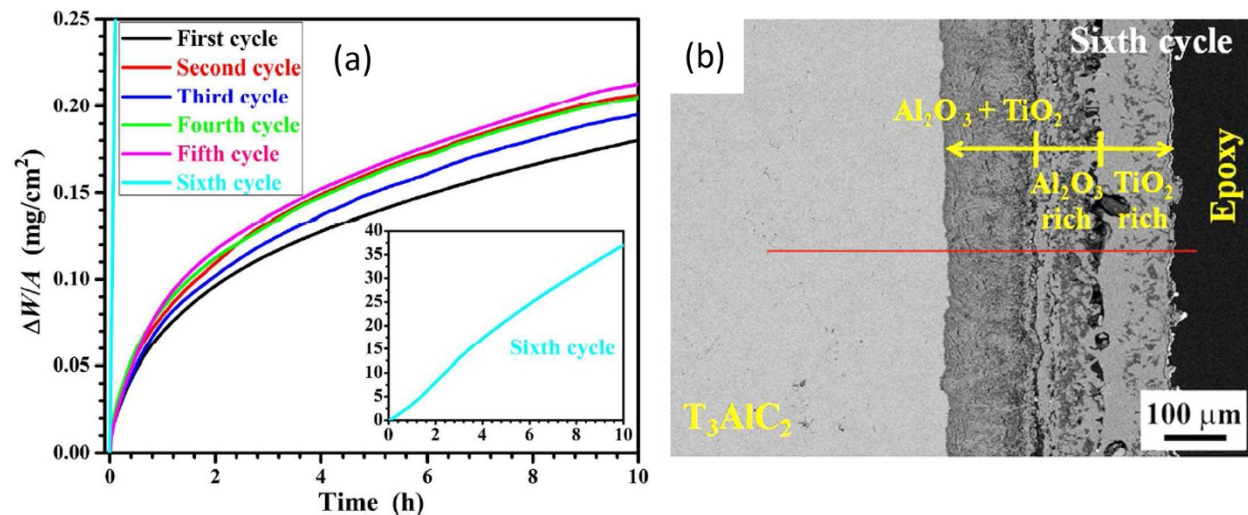 0.25
0.20
0.15
0.10
0.05
0.00
ΔW/A (mg/cm²)
First cycle
Second cycle
Third cycle
Fourth cycle
Fifth cycle
Sixth cycle
(a)
40
35
30
25
20
15
10
5
0
Sixth cycle
0 2 4 6 8 10
0 2 4 6 8 10
Time (h)
(b)
Sixth cycle
Al₂O₃ + TiO₂
Al₂O₃ TiO₂
rich rich
Epoxy
T₃AlC₂
100 μm